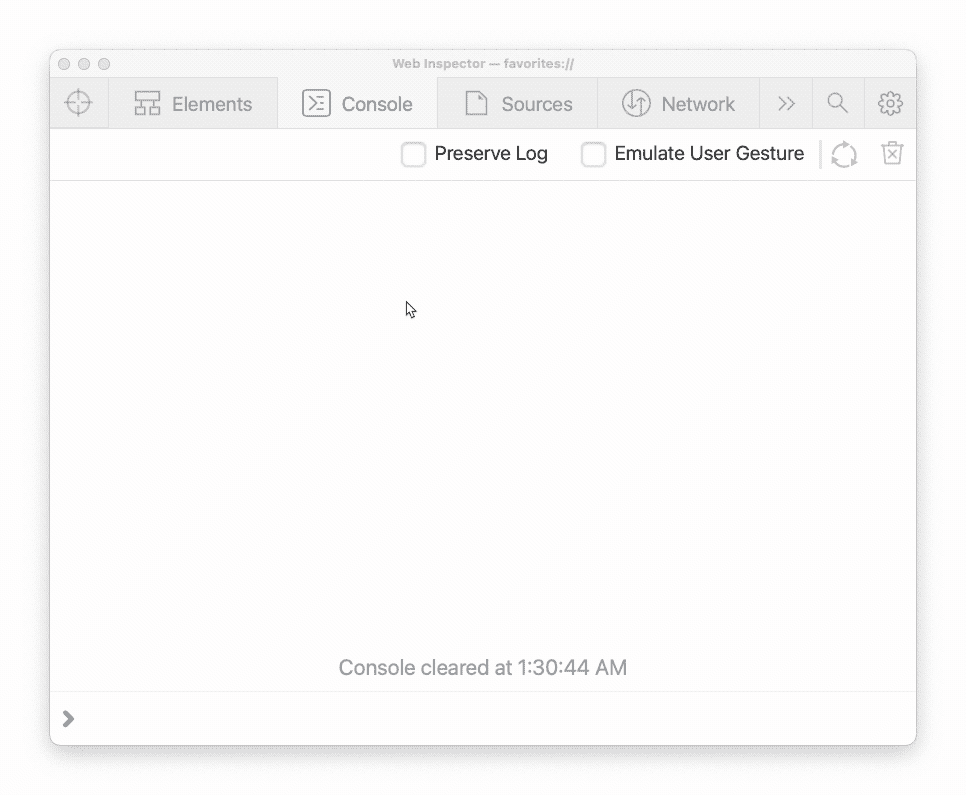 Web Inspector — favorites://
Elements Console Sources Network
Preserve Log Emulate User Gesture
Console cleared at 1:30:44 AM